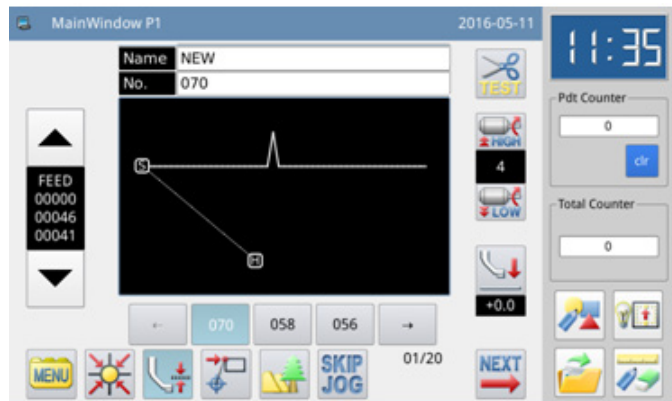 MainWindow P1
2016-05-11
11:35
Name NEW
No. 070
TEST
HIGH
4
LOW
+0.0
FEED
00000
00046
00041
S
H
Pdt Counter
0
clr
Total Counter
0
← 070 058 056 →
01/20
MENU
SKIP
JOG
NEXT